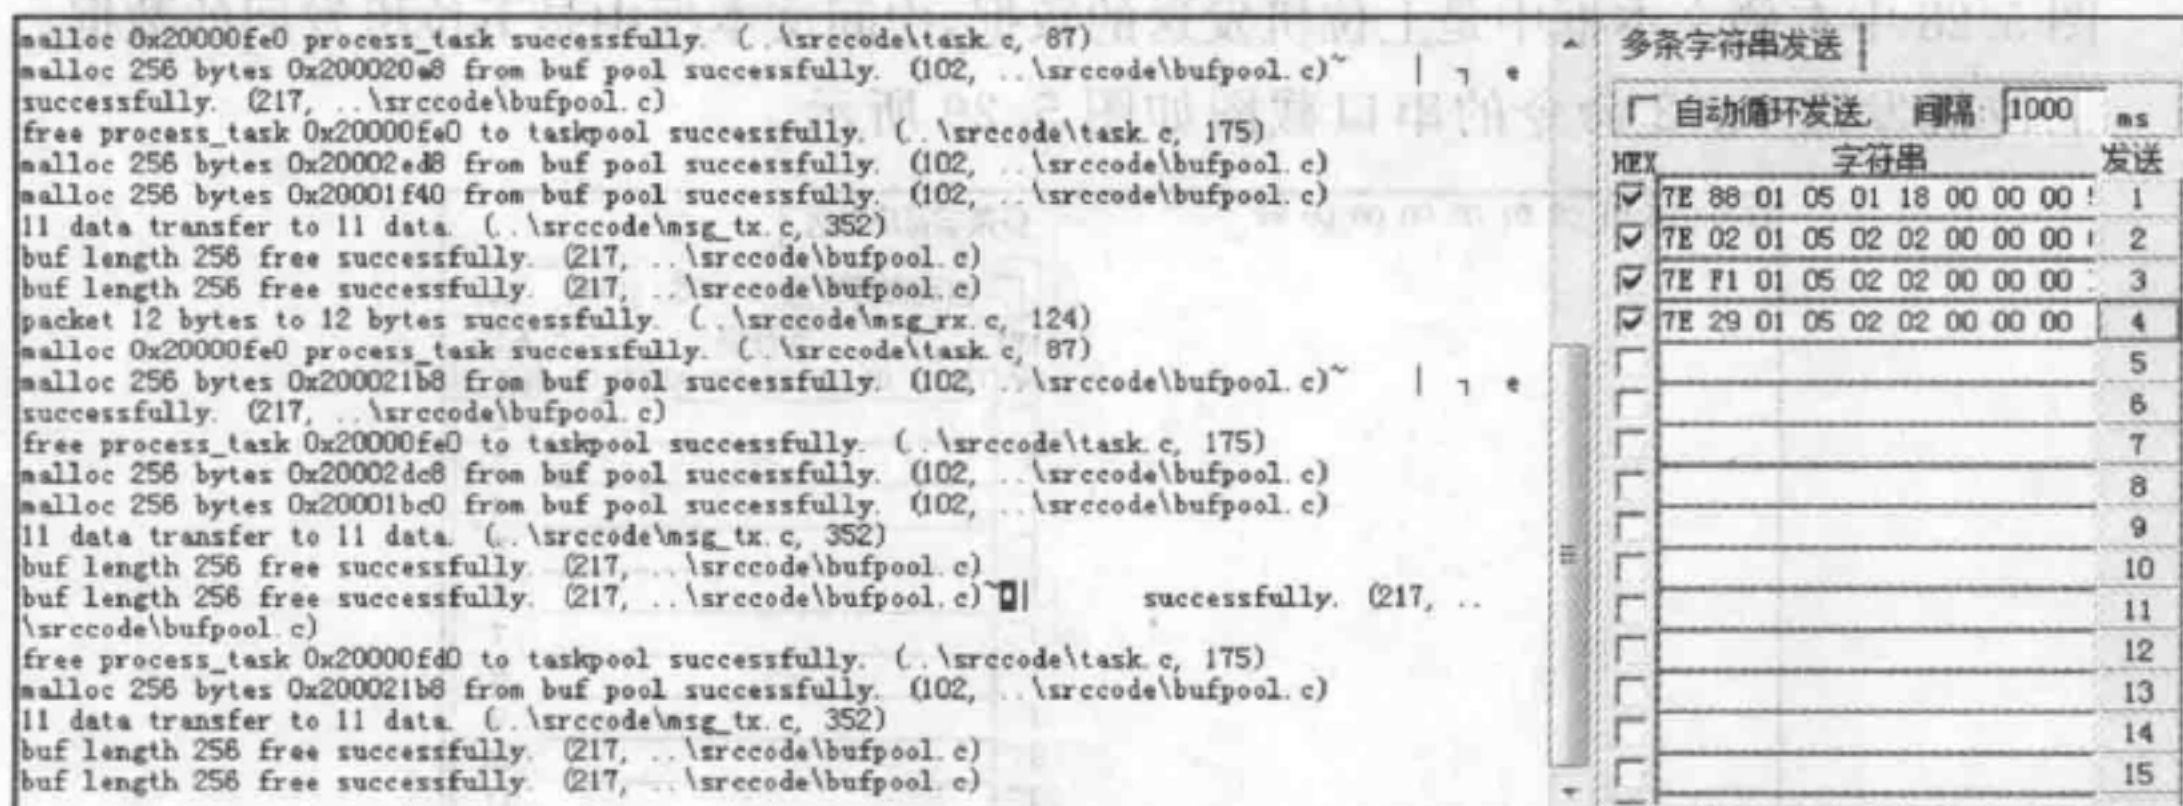 malloc 0x20000fe0 process_task successfully. (..\srccode\task.c, 87)
malloc 256 bytes 0x200020e8 from buf pool successfully. (102, ..\srccode\bufpool.c)~ | ┐ e
successfully. (217, ..\srccode\bufpool.c)
free process_task 0x20000fe0 to taskpool successfully. (..\srccode\task.c, 175)
malloc 256 bytes 0x20002ed8 from buf pool successfully. (102, ..\srccode\bufpool.c)
malloc 256 bytes 0x20001f40 from buf pool successfully. (102, ..\srccode\bufpool.c)
11 data transfer to 11 data. (..\srccode\msg_tx.c, 352)
buf length 256 free successfully. (217, ..\srccode\bufpool.c)
buf length 256 free successfully. (217, ..\srccode\bufpool.c)
packet 12 bytes to 12 bytes successfully. (..\srccode\msg_rx.c, 124)
malloc 0x20000fe0 process_task successfully. (..\srccode\task.c, 87)
malloc 256 bytes 0x200021b8 from buf pool successfully. (102, ..\srccode\bufpool.c)~ | ┐ e
successfully. (217, ..\srccode\bufpool.c)
free process_task 0x20000fe0 to taskpool successfully. (..\srccode\task.c, 175)
malloc 256 bytes 0x20002dc8 from buf pool successfully. (102, ..\srccode\bufpool.c)
malloc 256 bytes 0x20001bc0 from buf pool successfully. (102, ..\srccode\bufpool.c)
11 data transfer to 11 data. (..\srccode\msg_tx.c, 352)
buf length 256 free successfully. (217, ..\srccode\bufpool.c)
buf length 256 free successfully. (217, ..\srccode\bufpool.c)~ | successfully. (217, ..
\srccode\bufpool.c)
free process_task 0x20000fd0 to taskpool successfully. (..\srccode\task.c, 175)
malloc 256 bytes 0x200021b8 from buf pool successfully. (102, ..\srccode\bufpool.c)
11 data transfer to 11 data. (..\srccode\msg_tx.c, 352)
buf length 256 free successfully. (217, ..\srccode\bufpool.c)
buf length 256 free successfully. (217, ..\srccode\bufpool.c)
多条字符串发送
自动循环发送, 间隔 1000 ms
HEX 字符串 发送
7E 88 01 05 01 18 00 00 00 1
7E 02 01 05 02 02 00 00 00 2
7E F1 01 05 02 02 00 00 00 3
7E 29 01 05 02 02 00 00 00 4
5
6
7
8
9
10
11
12
13
14
15